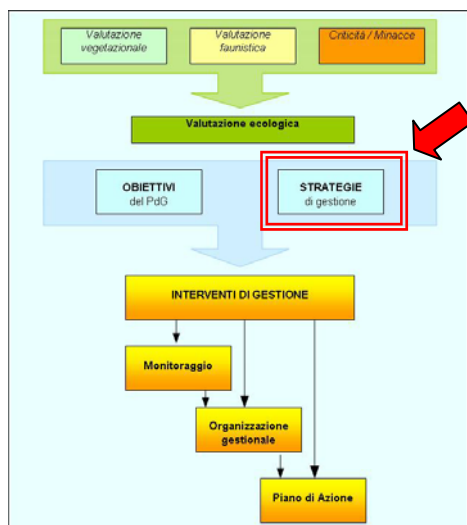 Valutazione
vegetazionale
Valutazione
faunistica
Criticità / Minacce
Valutazione ecologica
OBIETTIVI
del PdG
STRATEGIE
di gestione
INTERVENTI DI GESTIONE
Monitoraggio
Organizzazione
gestionale
Piano di Azione